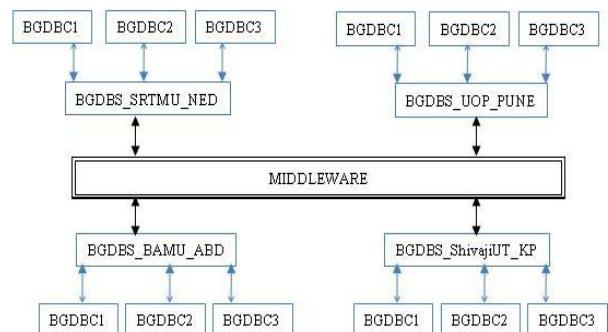 BGDBC1 BGDBC2 BGDBC3 BGDBC1 BGDBC2 BGDBC3
BGDBS_SRTMU_NED BGDBS_UOP_PUNE
MIDDLEWARE
BGDBS_BAMU_ABD BGDBS_ShivajiUT_KP
BGDBC1 BGDBC2 BGDBC3 BGDBC1 BGDBC2 BGDBC3